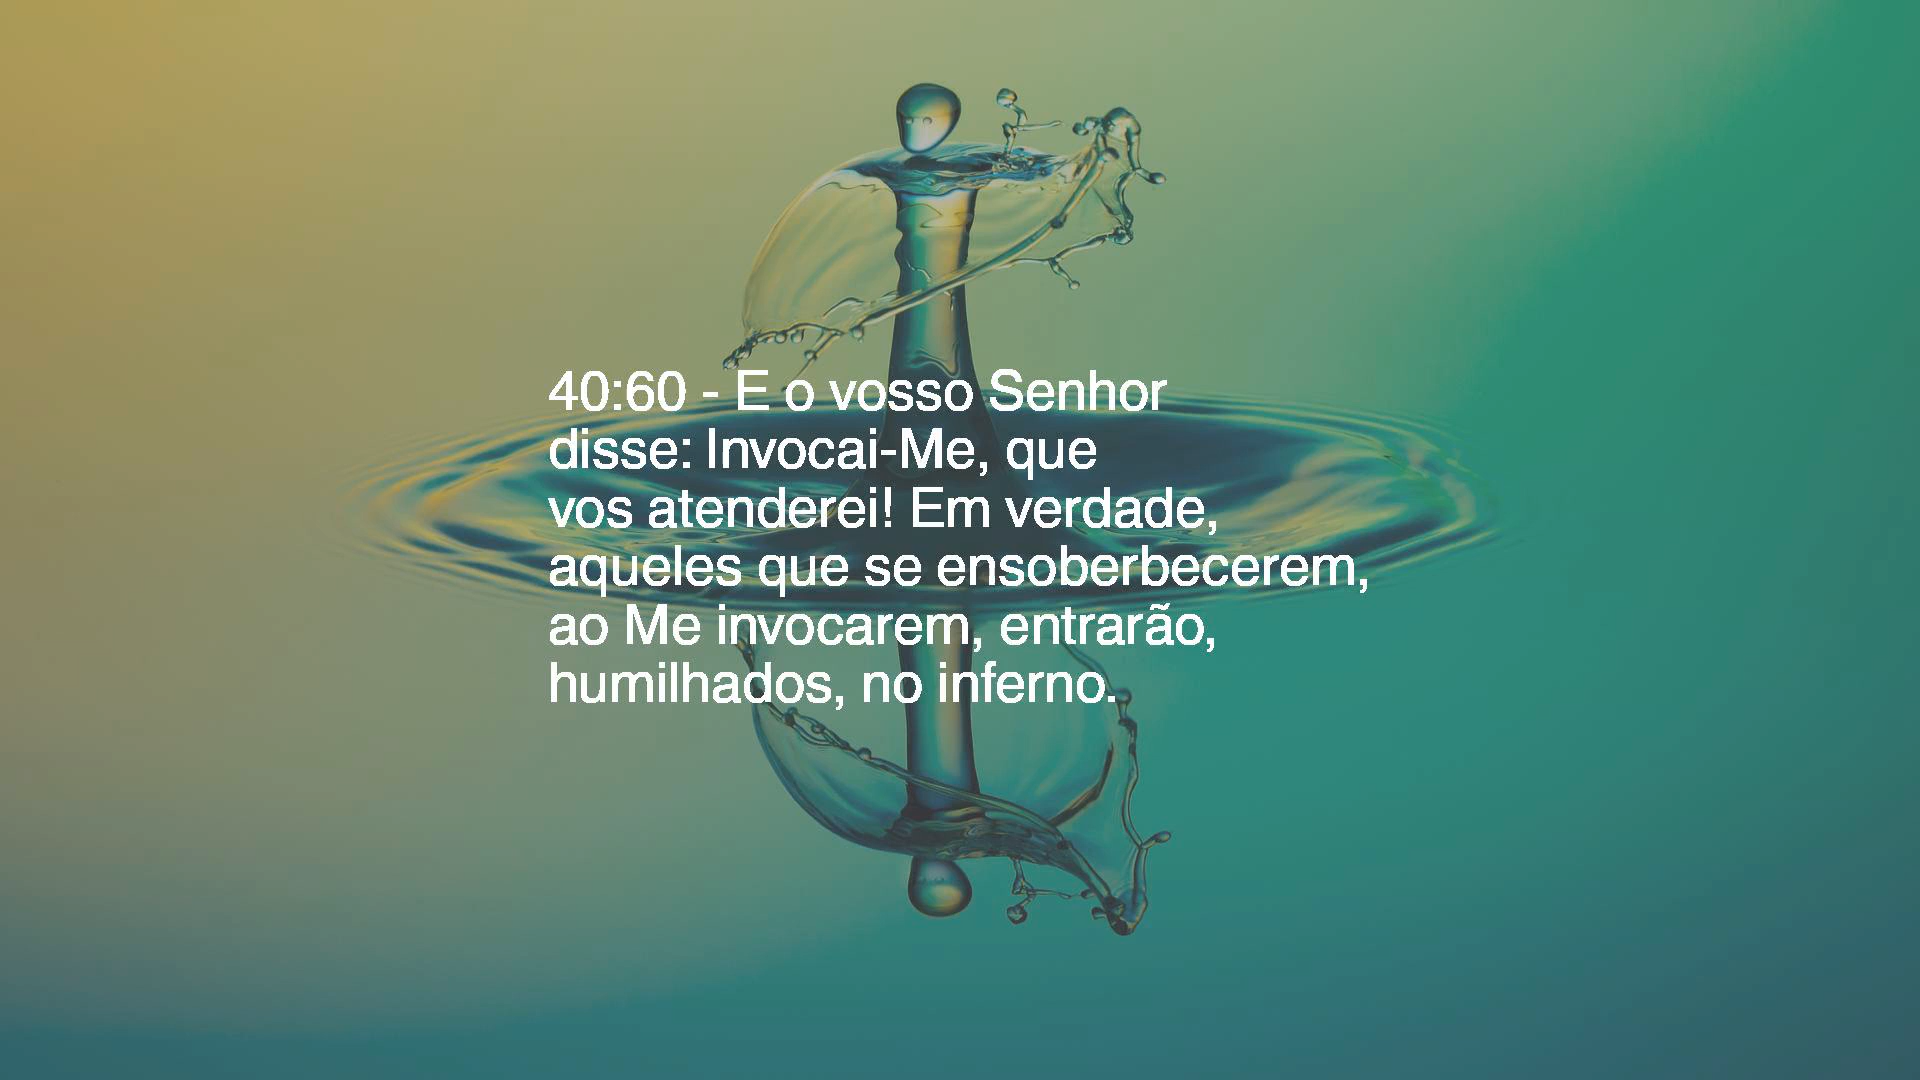 40:60 - E o vosso Senhor
disse: Invocai-Me, que
vos atenderei! Em verdade,
aqueles que se ensoberbecerem,
ao Me invocarem, entrarão,
humilhados, no inferno.